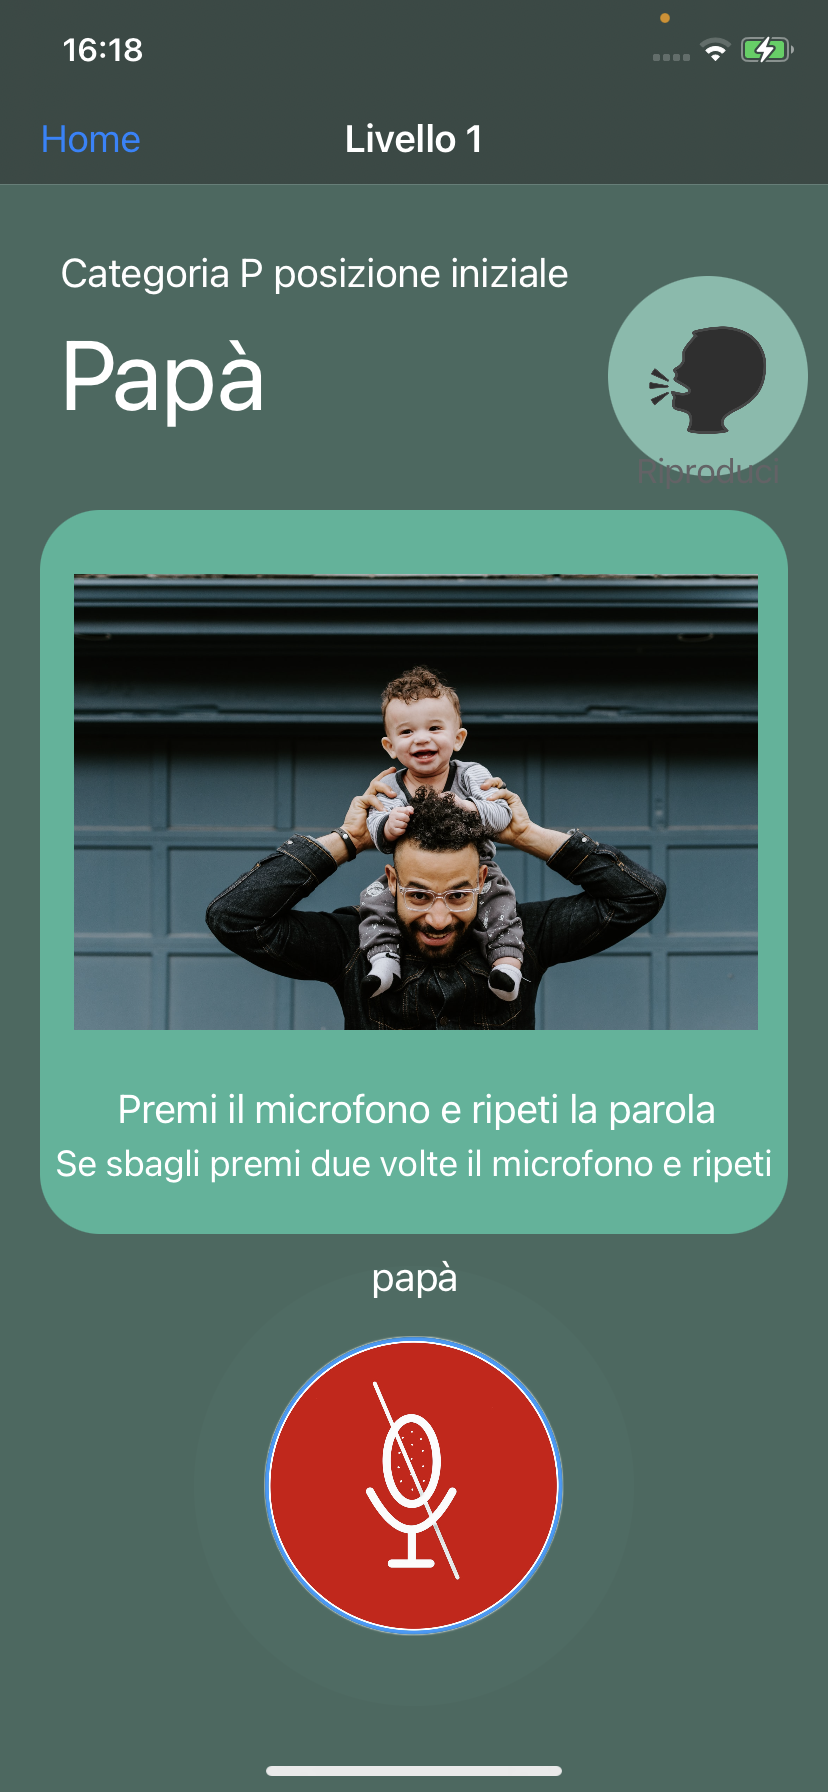 16:18
Home
Livello 1
Categoria P posizione iniziale
Papà
Riproduci
Premi il microfono e ripeti la parola
Se sbagli premi due volte il microfono e ripeti
papà